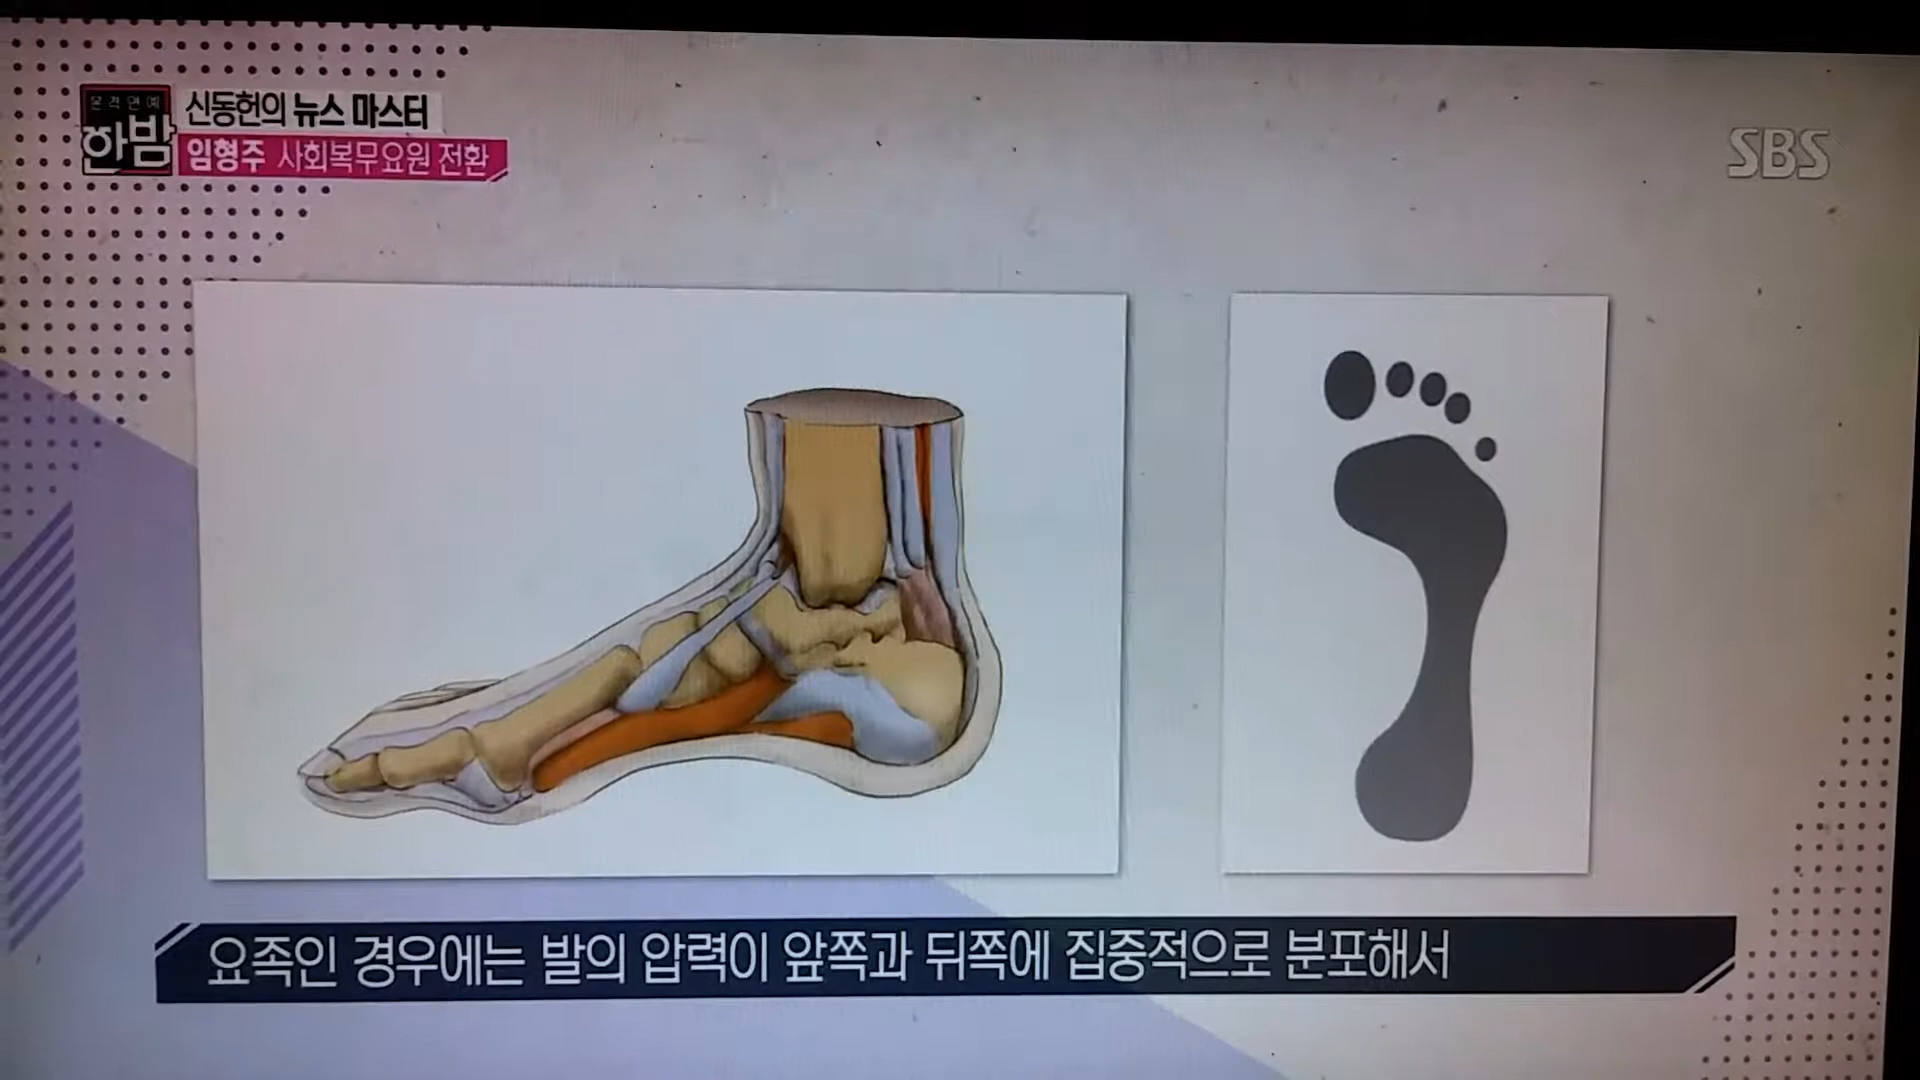 본격연예
한밤
신동헌의 뉴스 마스터
임형주 사회복무요원 전환
SBS
요족인 경우에는 발의 압력이 앞쪽과 뒤쪽에 집중적으로 분포해서